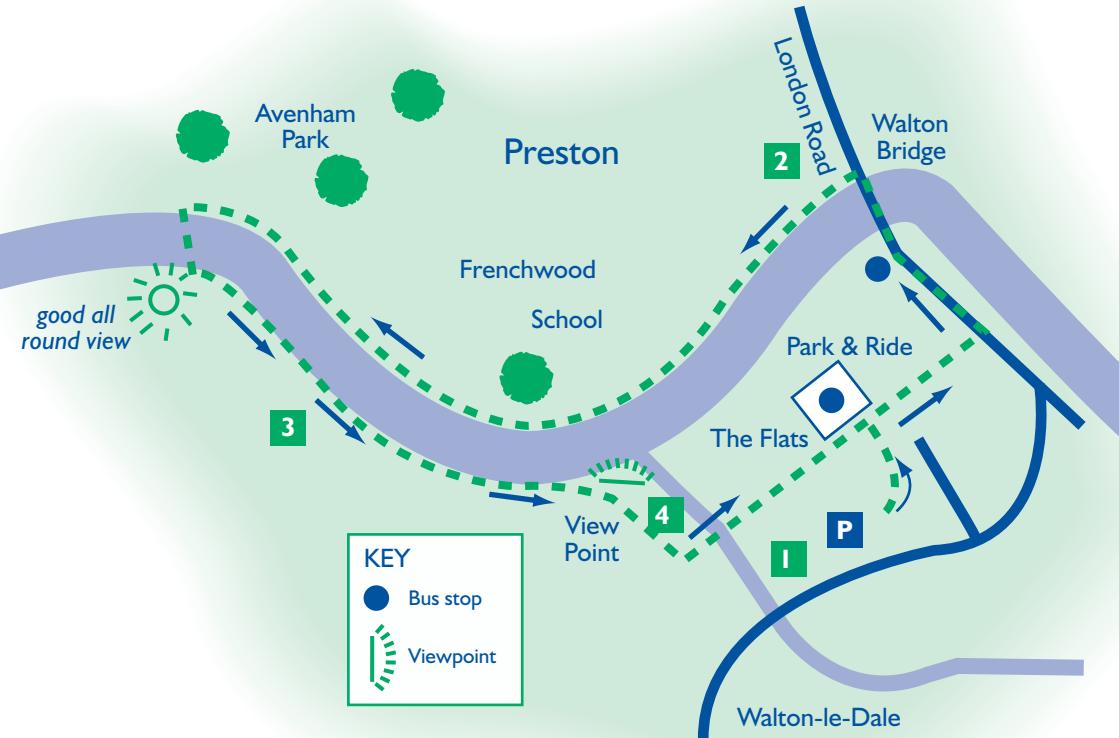 London Road
Walton
Bridge
Avenham
Park
Preston
2
Frenchwood
School
good all
round view
Park & Ride
3
The Flats
4
View
Point
P
1
KEY
Bus stop
Viewpoint
Walton-le-Dale